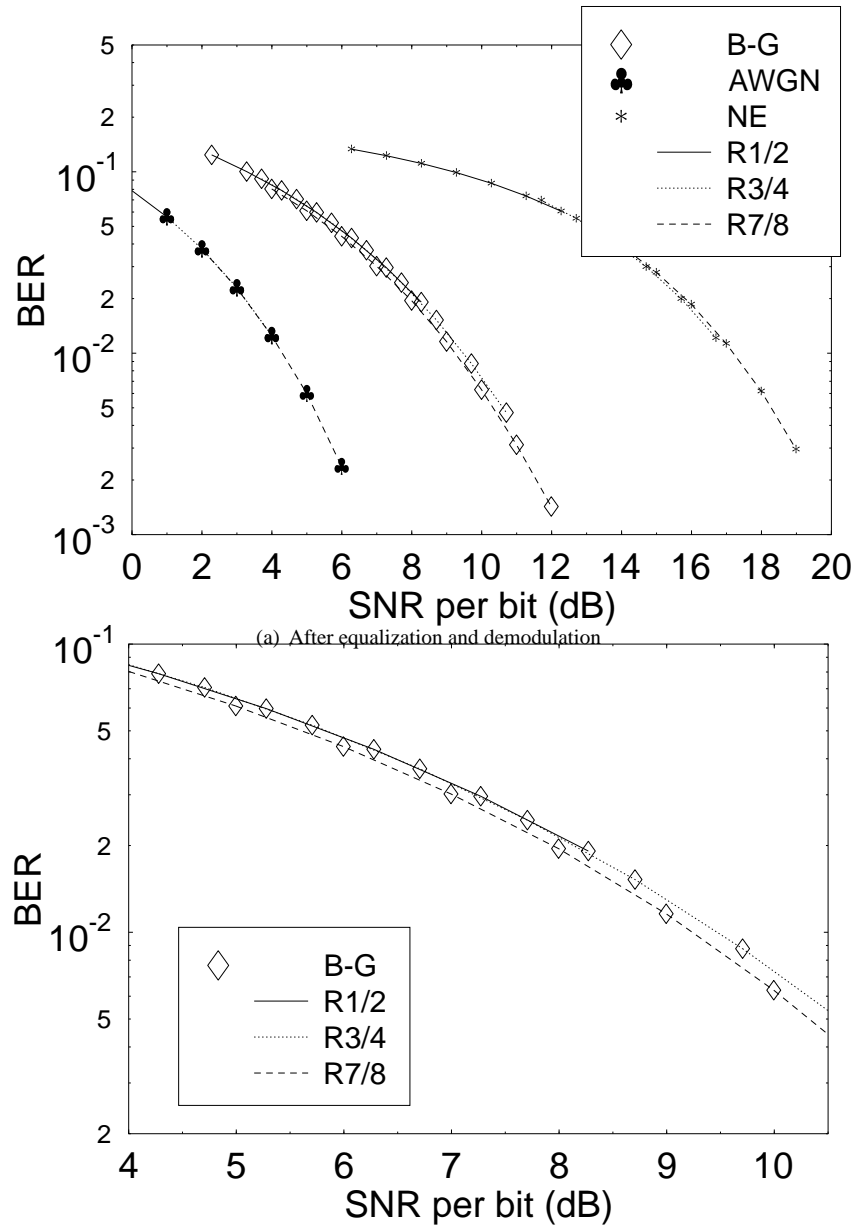 5
2
10-1
5
2
10-2
5
2
10-3
BER
B-G
AWGN
NE
R1/2
R3/4
R7/8
0 2 4 6 8 10 12 14 16 18 20
SNR per bit (dB)
(a) After equalization and demodulation
10-1
5
2
10-2
5
2
BER
B-G
R1/2
R3/4
R7/8
4 5 6 7 8 9 10
SNR per bit (dB)